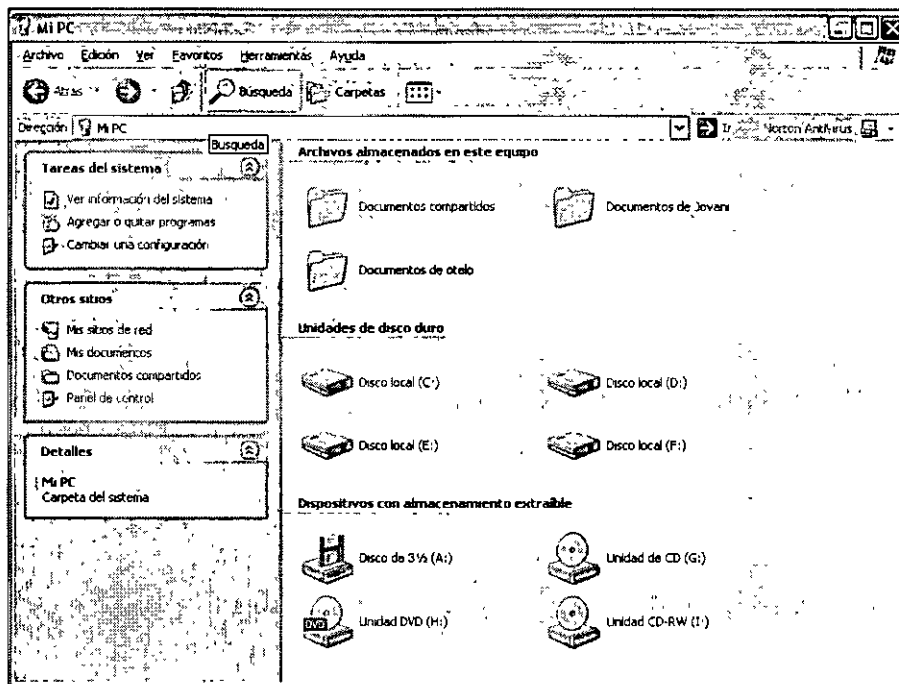 Mi PC
Archivo Edición Ver Favoritos Herramientas Ayuda
Atrás Búsqueda Carpetas
Dirección Mi PC Ir Norton AntiVirus
Busqueda
Tareas del sistema
Ver información del sistema
Agregar o quitar programas
Cambiar una configuración
Otros sitios
Mis sitios de red
Mis documentos
Documentos compartidos
Panel de control
Detalles
Mi PC
Carpeta del sistema
Archivos almacenados en este equipo
Documentos compartidos Documentos de Jovani
Documentos de otelo
Unidades de disco duro
Disco local (C:) Disco local (D:)
Disco local (E:) Disco local (F:)
Dispositivos con almacenamiento extraíble
Disco de 3½ (A:) Unidad de CD (G:)
DVD Unidad DVD (H:) Unidad CD-RW (I:)